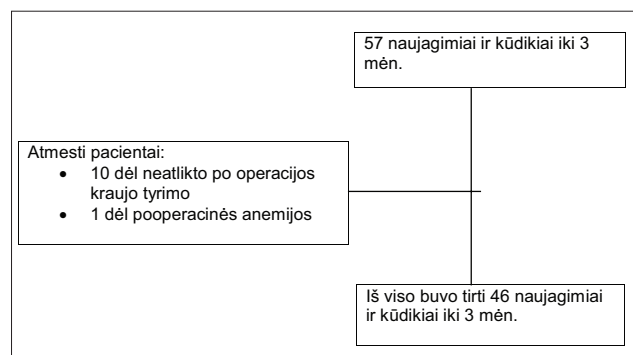 57 naujagimiai ir kūdikiai iki 3
mėn.
Atmesti pacientai:
• 10 dėl neatlikto po operacijos
kraujo tyrimo
• 1 dėl pooperacinės anemijos
Iš viso buvo tirti 46 naujagimiai
ir kūdikiai iki 3 mėn.